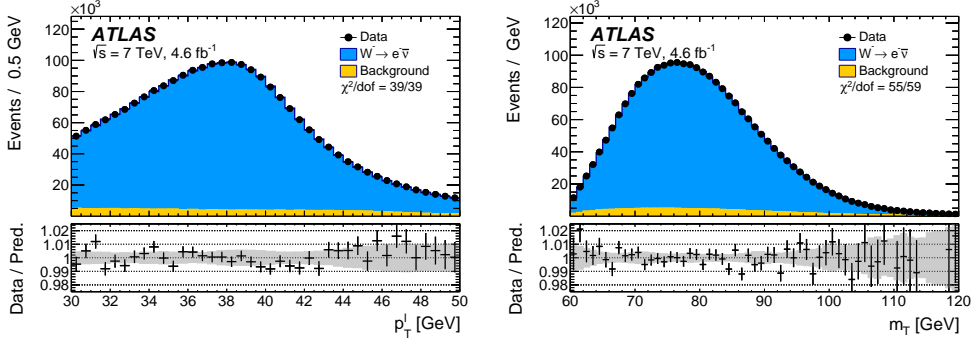 ×10³
ATLAS
√s = 7 TeV, 4.6 fb⁻¹
Data
W⁻ → e⁻ν̄
Background
χ²/dof = 39/39
Events / 0.5 GeV
120
100
80
60
40
20
Data / Pred.
1.02
1.01
1
0.99
0.98
30 32 34 36 38 40 42 44 46 48 50
p_T^l [GeV]
×10³
ATLAS
√s = 7 TeV, 4.6 fb⁻¹
Data
W⁻ → e⁻ν̄
Background
χ²/dof = 55/59
Events / GeV
120
100
80
60
40
20
Data / Pred.
1.02
1.01
1
0.99
0.98
60 70 80 90 100 110 120
m_T [GeV]